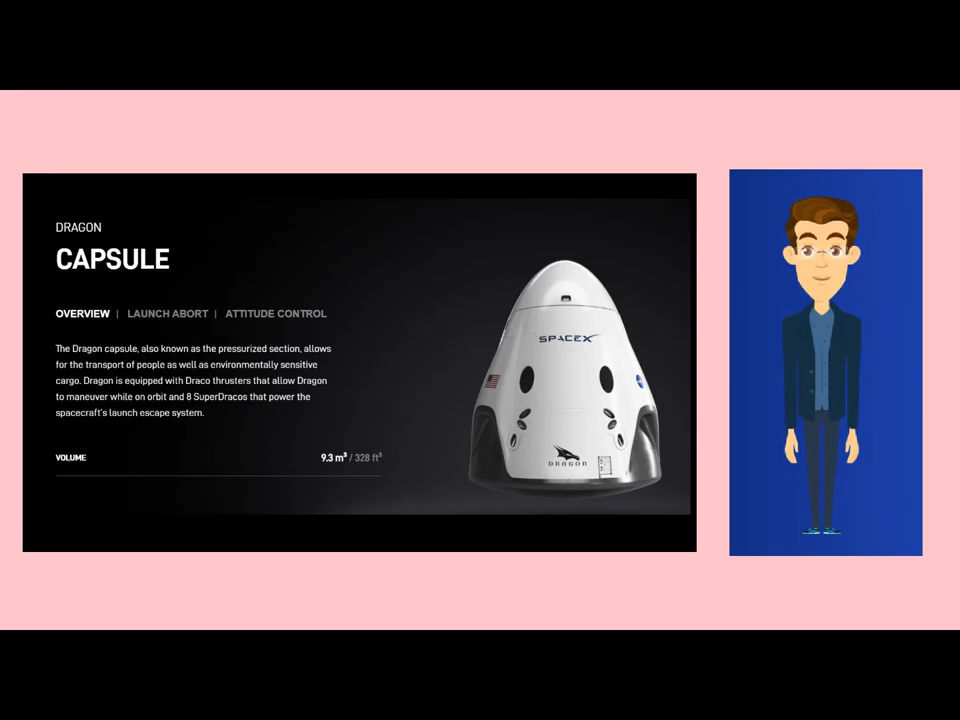 DRAGON
CAPSULE
OVERVIEW | LAUNCH ABORT | ATTITUDE CONTROL
The Dragon capsule, also known as the pressurized section, allows
for the transport of people as well as environmentally sensitive
cargo. Dragon is equipped with Draco thrusters that allow Dragon
to maneuver while on orbit and 8 SuperDracos that power the
spacecraft's launch escape system.
VOLUME 9.3 m³ / 328 ft³
SPACEX
DRAGON